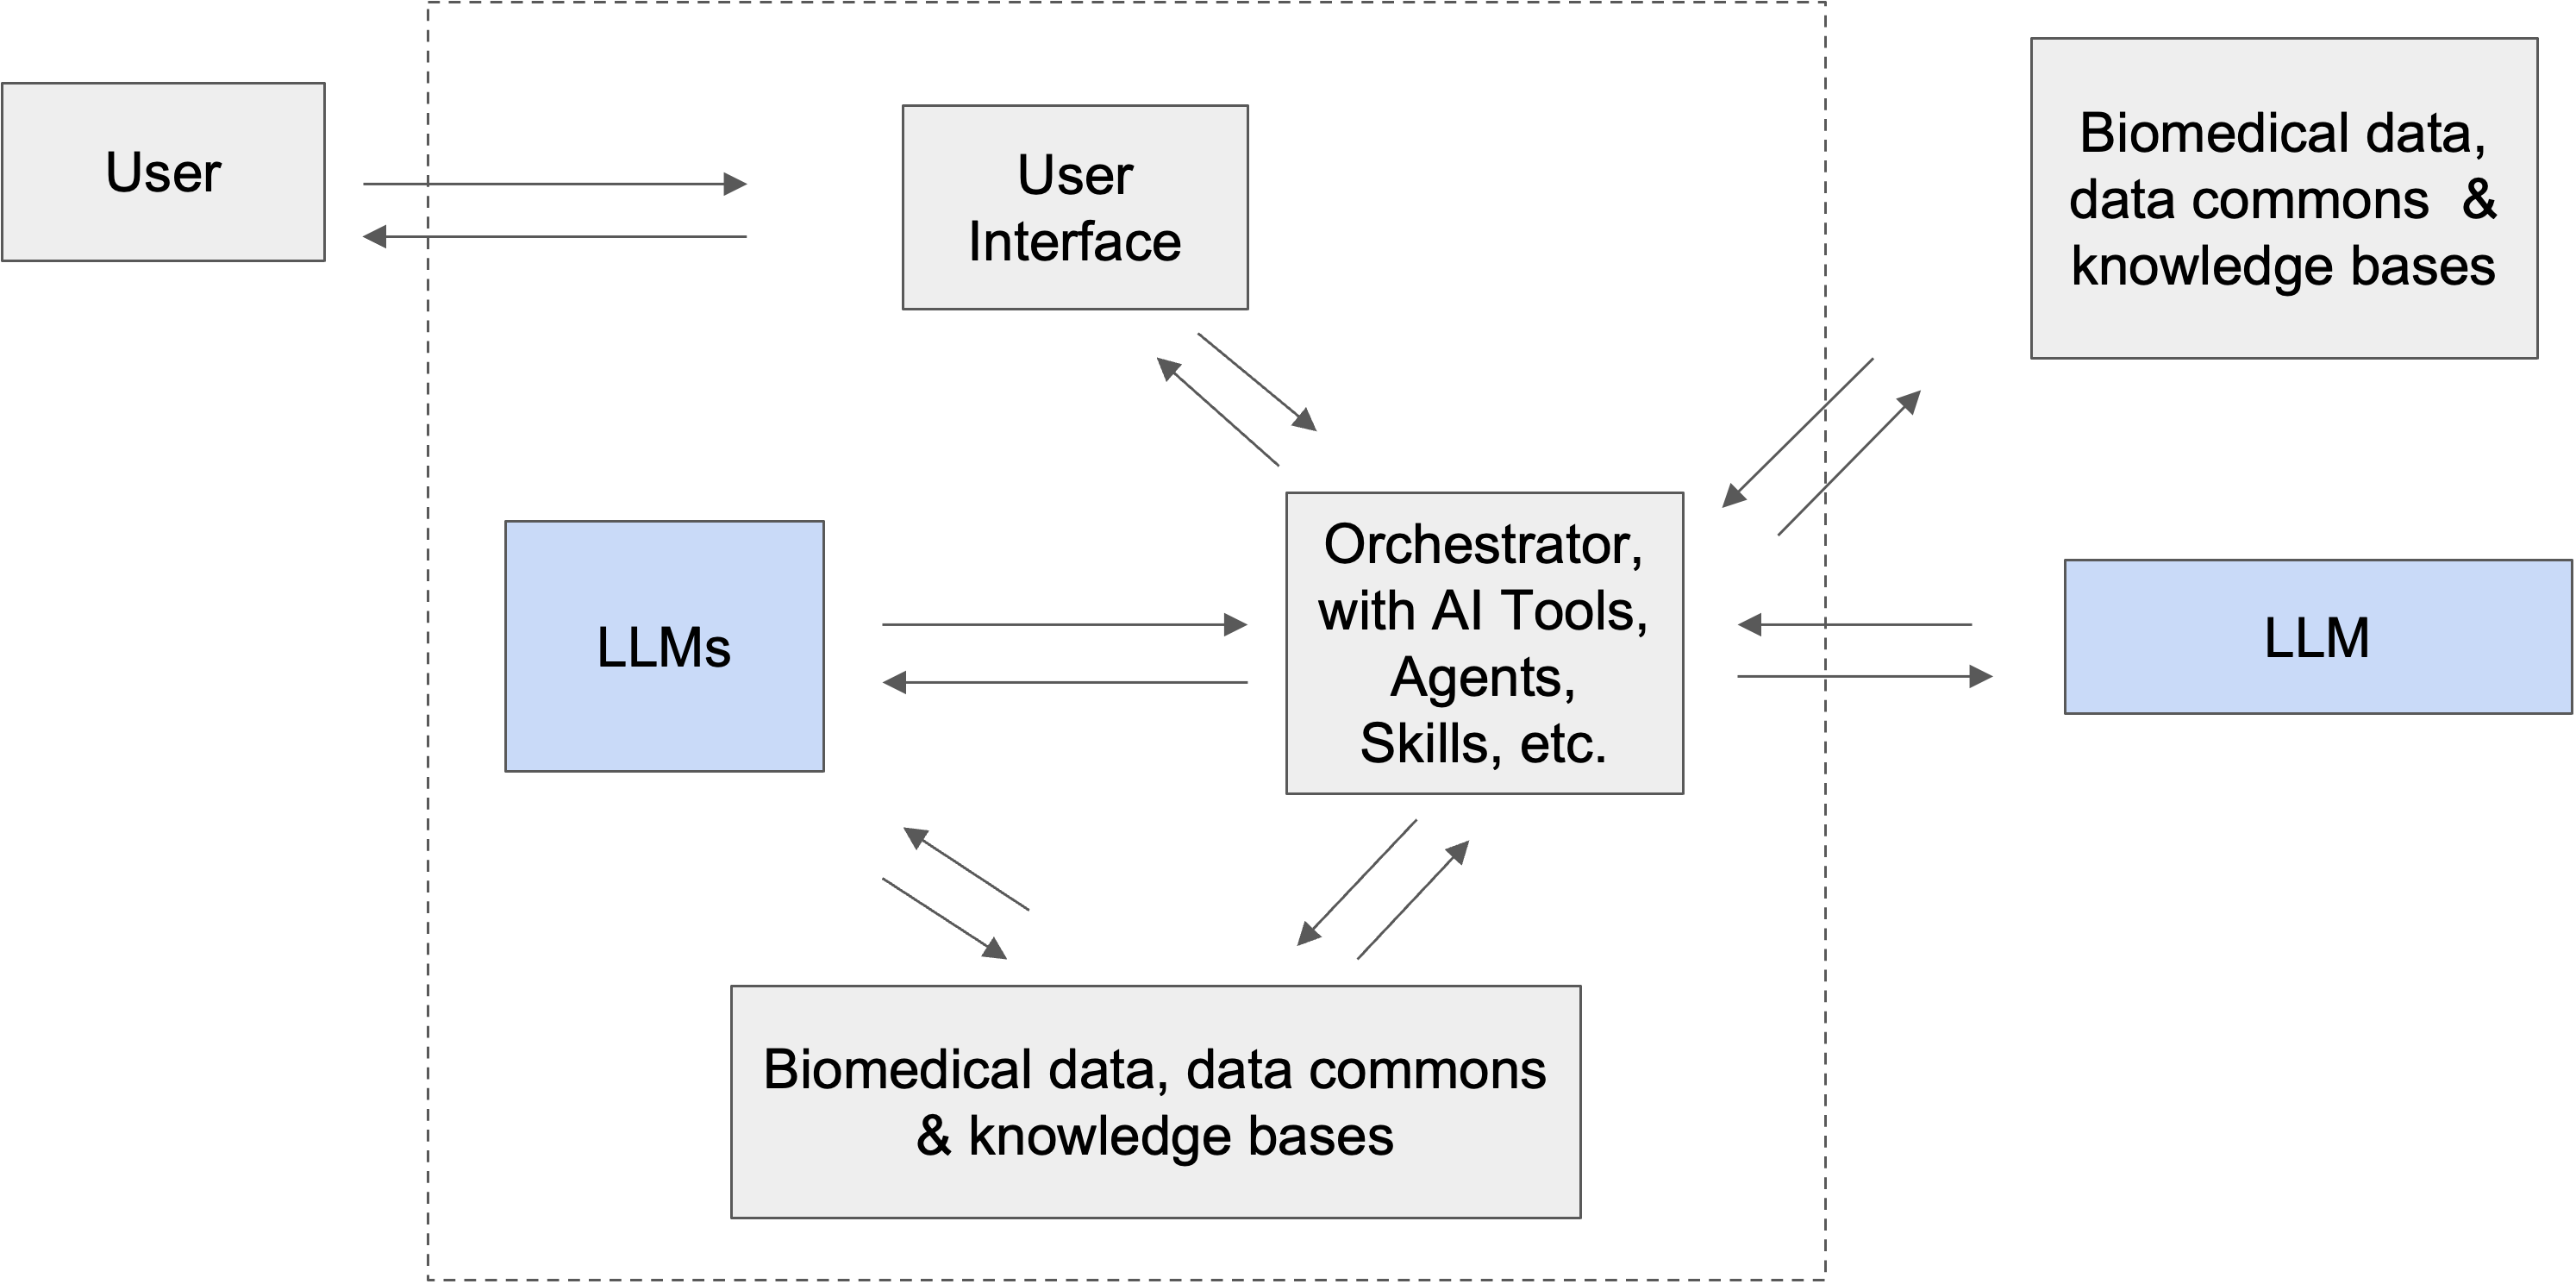 User
User
Interface
Biomedical data,
data commons  &
knowledge bases
LLMs
Orchestrator,
with AI Tools,
Agents,
Skills, etc.
LLM
Biomedical data, data commons
& knowledge bases